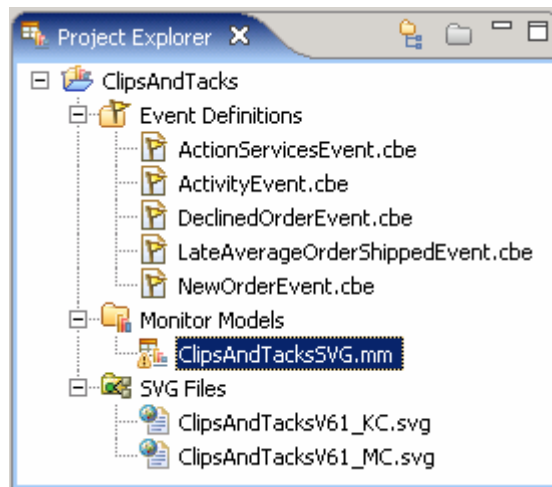 Project Explorer
ClipsAndTacks
Event Definitions
ActionServicesEvent.cbe
ActivityEvent.cbe
DeclinedOrderEvent.cbe
LateAverageOrderShippedEvent.cbe
NewOrderEvent.cbe
Monitor Models
ClipsAndTacksSVG.mm
SVG Files
ClipsAndTacksV61_KC.svg
ClipsAndTacksV61_MC.svg